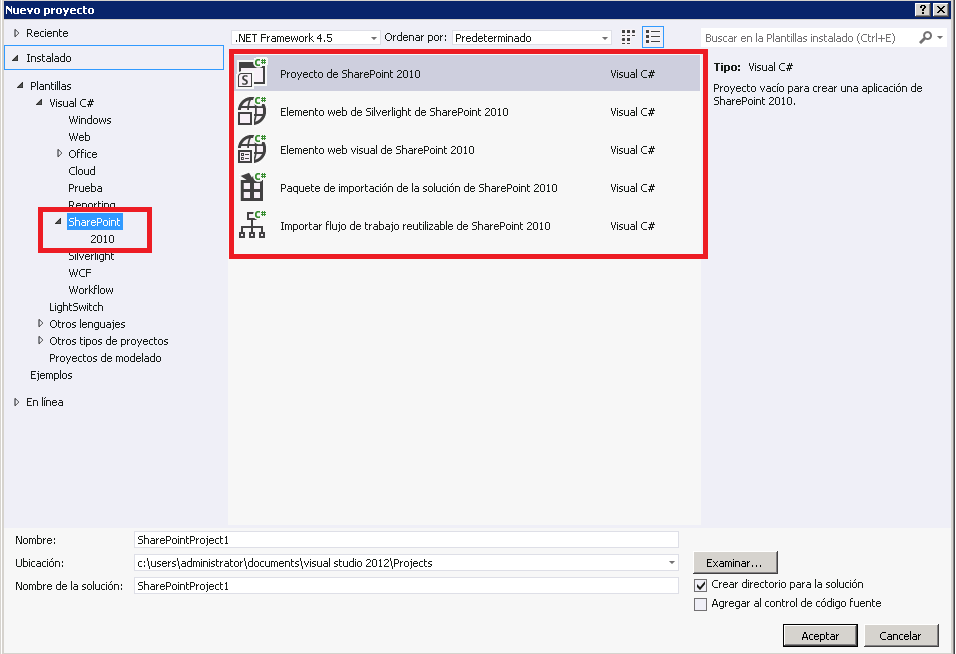 Nuevo proyecto
Reciente
Instalado
Plantillas
Visual C#
Windows
Web
Office
Cloud
Prueba
Reporting
SharePoint
2010
Silverlight
WCF
Workflow
LightSwitch
Otros lenguajes
Otros tipos de proyectos
Proyectos de modelado
Ejemplos
En línea
.NET Framework 4.5 Ordenar por: Predeterminado
Proyecto de SharePoint 2010 Visual C#
Elemento web de Silverlight de SharePoint 2010 Visual C#
Elemento web visual de SharePoint 2010 Visual C#
Paquete de importación de la solución de SharePoint 2010 Visual C#
Importar flujo de trabajo reutilizable de SharePoint 2010 Visual C#
Buscar en la Plantillas instalado (Ctrl+E)
Tipo: Visual C#
Proyecto vacío para crear una aplicación de
SharePoint 2010.
Nombre: SharePointProject1
Ubicación: c:\users\administrator\documents\visual studio 2012\Projects
Nombre de la solución: SharePointProject1
Examinar...
Crear directorio para la solución
Agregar al control de código fuente
Aceptar Cancelar